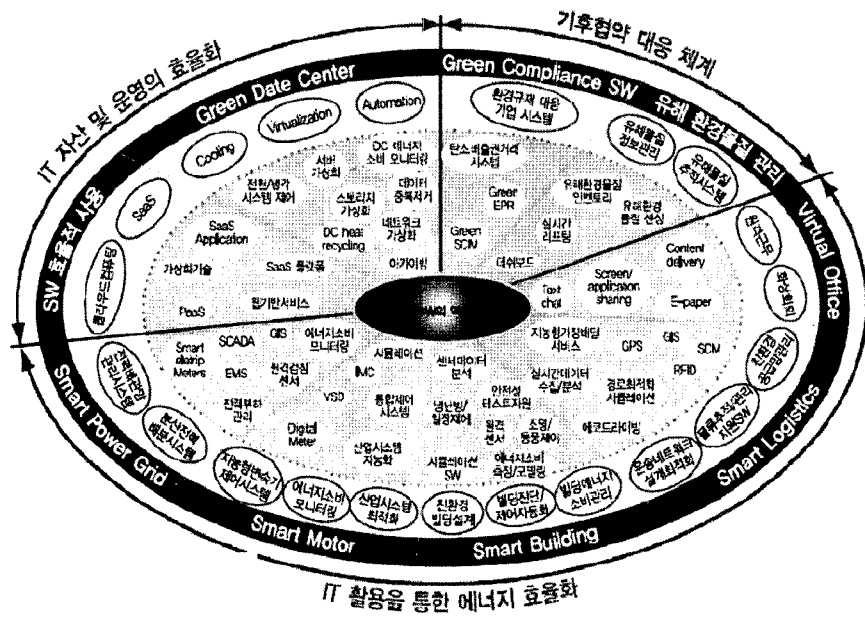 기후협약 대응 체계
IT 자산 및 운영의 효율화
IT 활용을 통한 에너지 효율화
Green Date Center
Green Compliance SW
유해 환경물질 관리
Virtual Office
Smart Logistics
Smart Building
Smart Motor
Smart Power Grid
SW 효율적 사용
Automation
Virtualization
Cooling
SaaS
클라우드컴퓨팅
환경규제 대응
기업 시스템
유해물질
정보관리
유해물질
추적시스템
원격근무
화상회의
물류추적/관리
지원SW
운송네트워크
설계최적화
빌딩에너지
소비관리
빌딩진단/
제어자동화
친환경
빌딩설계
산업시스템
최적화
에너지소비
모니터링
지능형변속기
제어시스템
분산전력
배분시스템
DC 에너지
소비 모니터링
서버
가상화
데이터
중복제거
전원/냉각
시스템 제어
스토리지
가상화
네트워크
가상화
DC heat
recycling
아카이빙
SaaS
Application
가상화기술
SaaS 플랫폼
PaaS
웹기반서비스
탄소배출권거래
시스템
Green
EPR
유해환경물질
인벤토리
유해환경
물질 센싱
실시간
리포팅
Green
SCM
대쉬보드
Content
delivery
Screen/
application
sharing
Text
chat
E-paper
지능형가장배딩
서비스
GPS
GIS
SCM
RFID
실시간데이터
수집/분석
경로최적화
시뮬레이션
에코드라이빙
센서데이터
분석
안전성
테스트지원
냉난방/
일정제어
원격
센서
소명/
동풍제어
에너지소비
측정/모델링
시뮬레이션
SW
시뮬레이션
IMC
통합제어
시스템
산업시스템
지능화
에너지소비
모니터링
VSD
Digital
Meter
Smart
Meters
SCADA
GIS
EMS
원격검침
센서
전력부하
관리